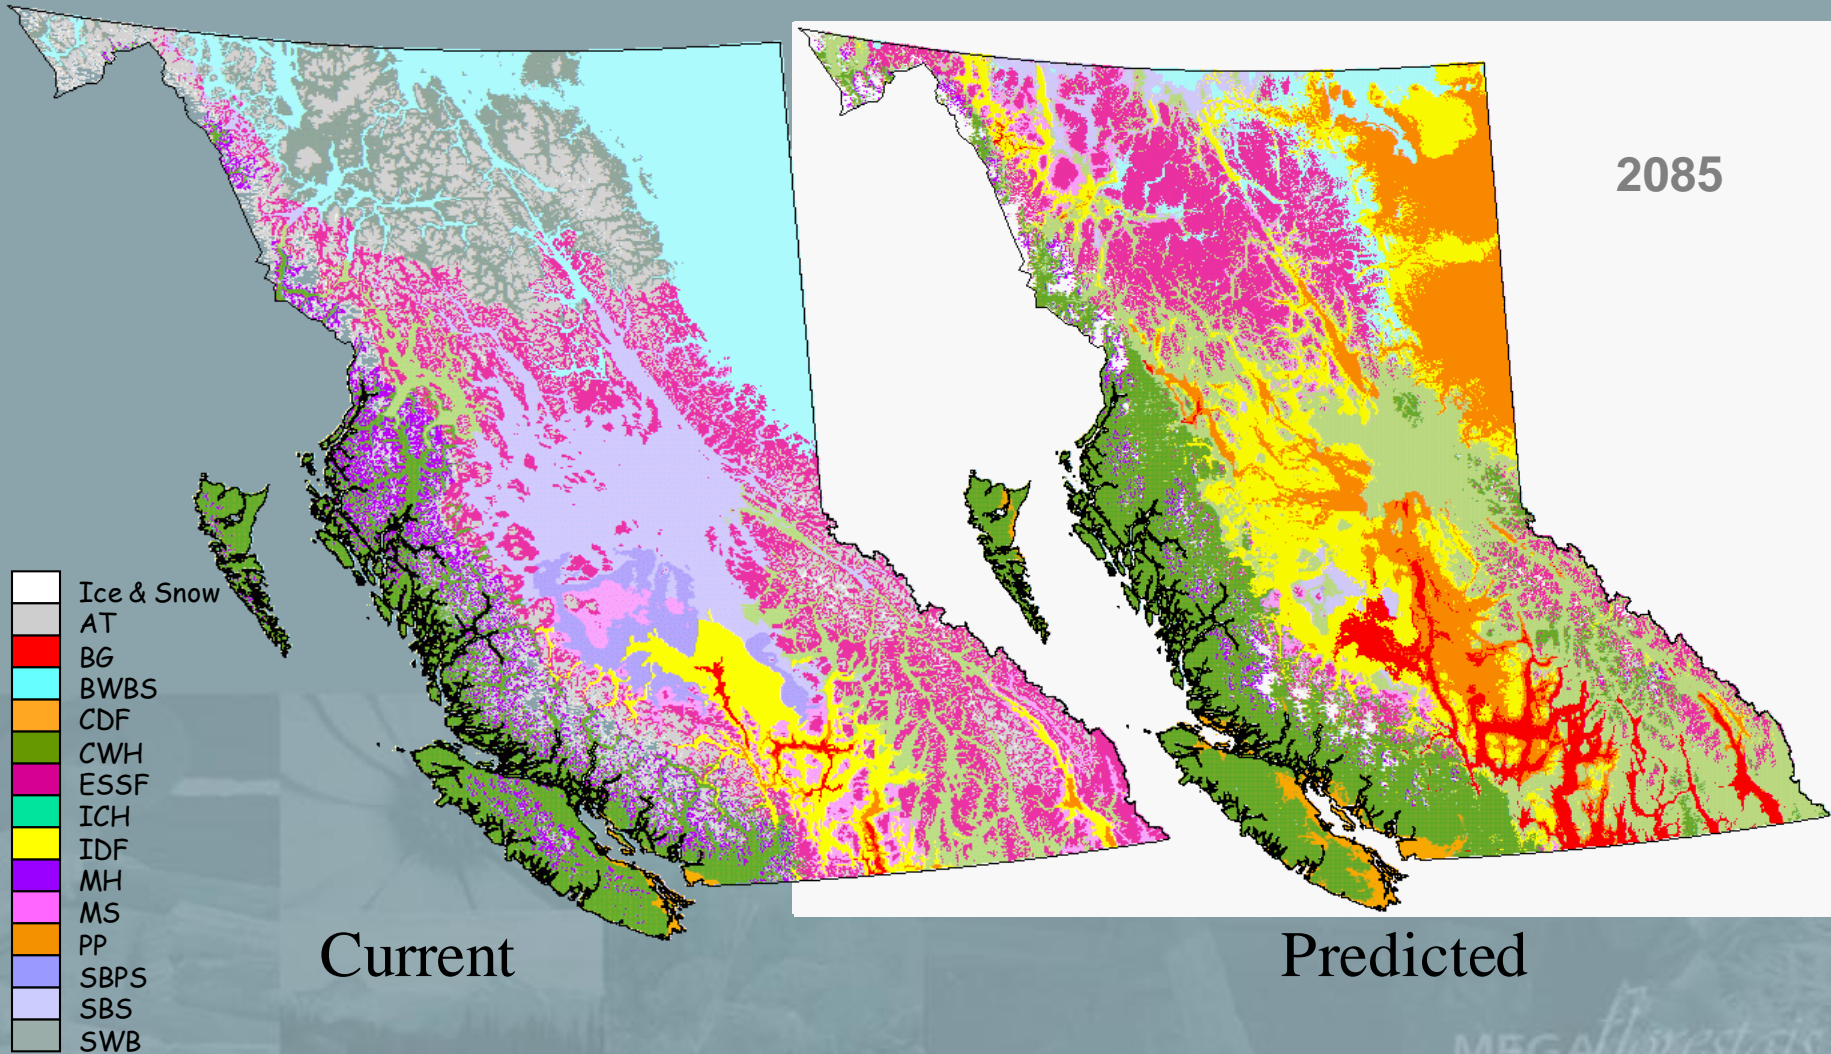 2085
Ice & Snow
AT
BG
BWBS
CDF
CWH
ESSF
ICH
IDF
MH
MS
PP
SBPS
SBS
SWB
Current
Predicted
MEGAflorestais